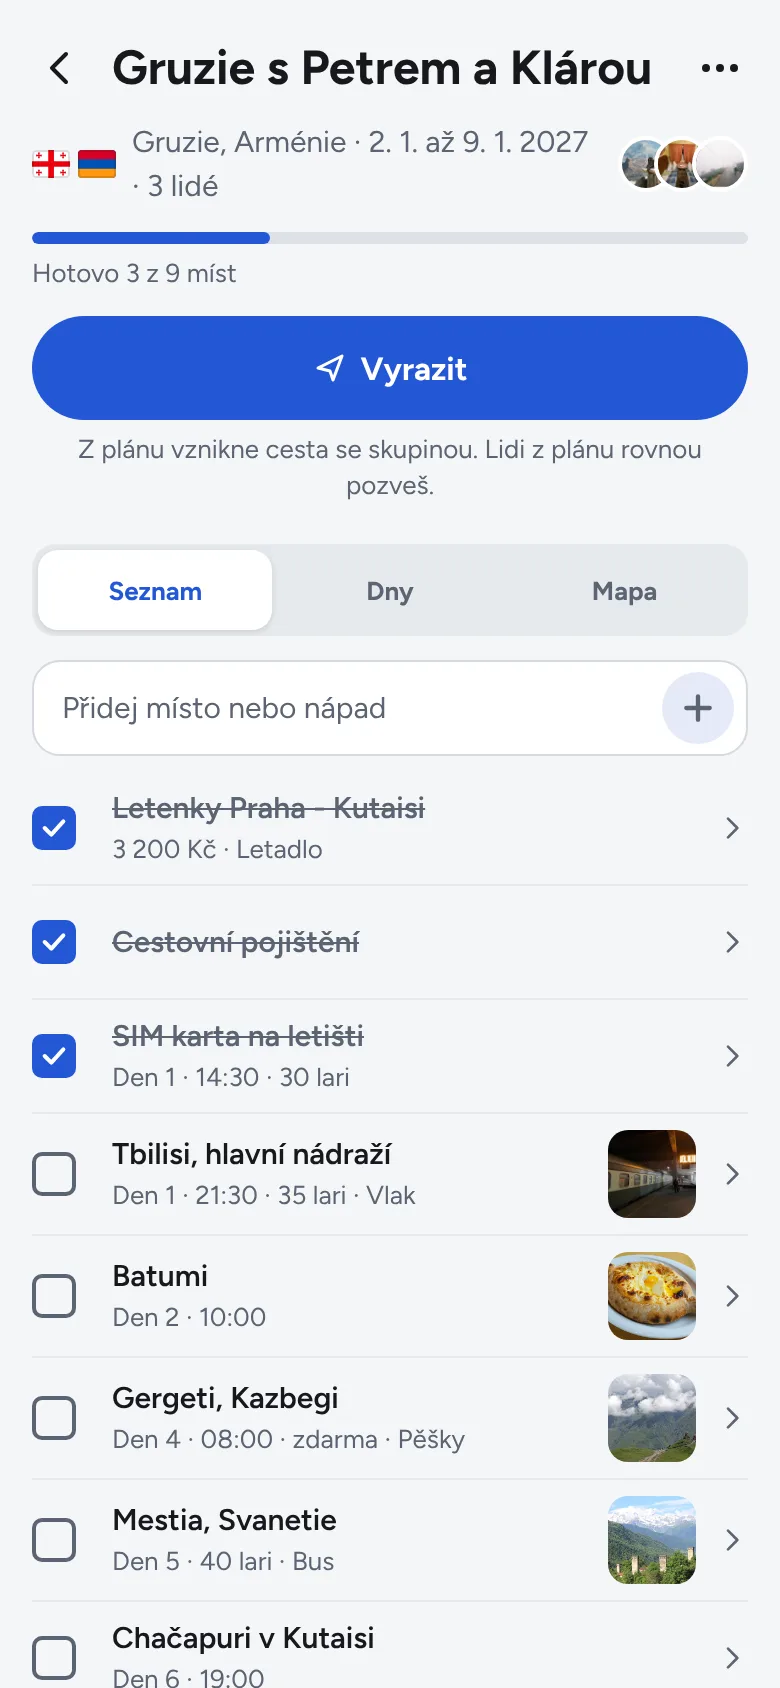 Gruzie s Petrem a Klárou
Gruzie, Arménie · 2. 1. až 9. 1. 2027
· 3 lidé
Hotovo 3 z 9 míst
Vyrazit
Z plánu vznikne cesta se skupinou. Lidi z plánu rovnou
pozveš.
Seznam
Dny
Mapa
Přidej místo nebo nápad
Letenky Praha - Kutaisi
3 200 Kč · Letadlo
Cestovní pojištění
SIM karta na letišti
Den 1 · 14:30 · 30 lari
Tbilisi, hlavní nádraží
Den 1 · 21:30 · 35 lari · Vlak
Batumi
Den 2 · 10:00
Gergeti, Kazbegi
Den 4 · 08:00 · zdarma · Pěšky
Mestia, Svanetie
Den 5 · 40 lari · Bus
Chačapuri v Kutaisi
Den 6 · 19:00